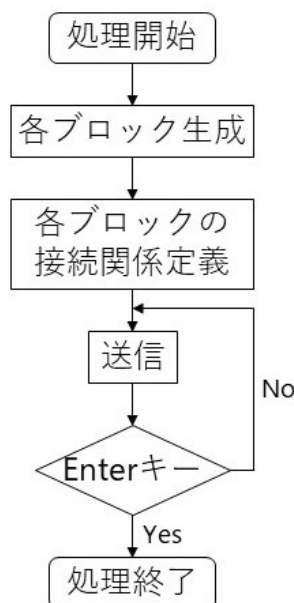 処理開始
各ブロック生成
各ブロックの
接続関係定義
送信
No
Enterキー
Yes
処理終了